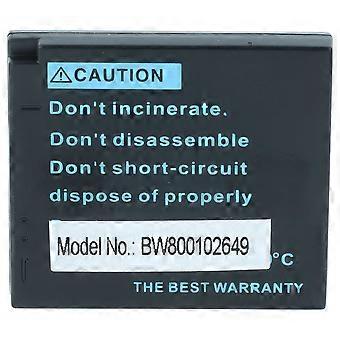 ⚠CAUTION
Don't incinerate.
Don't disassemble
Don't short-circuit
dispose of properly
Model No.: BW800102649
°C
THE BEST WARRANTY